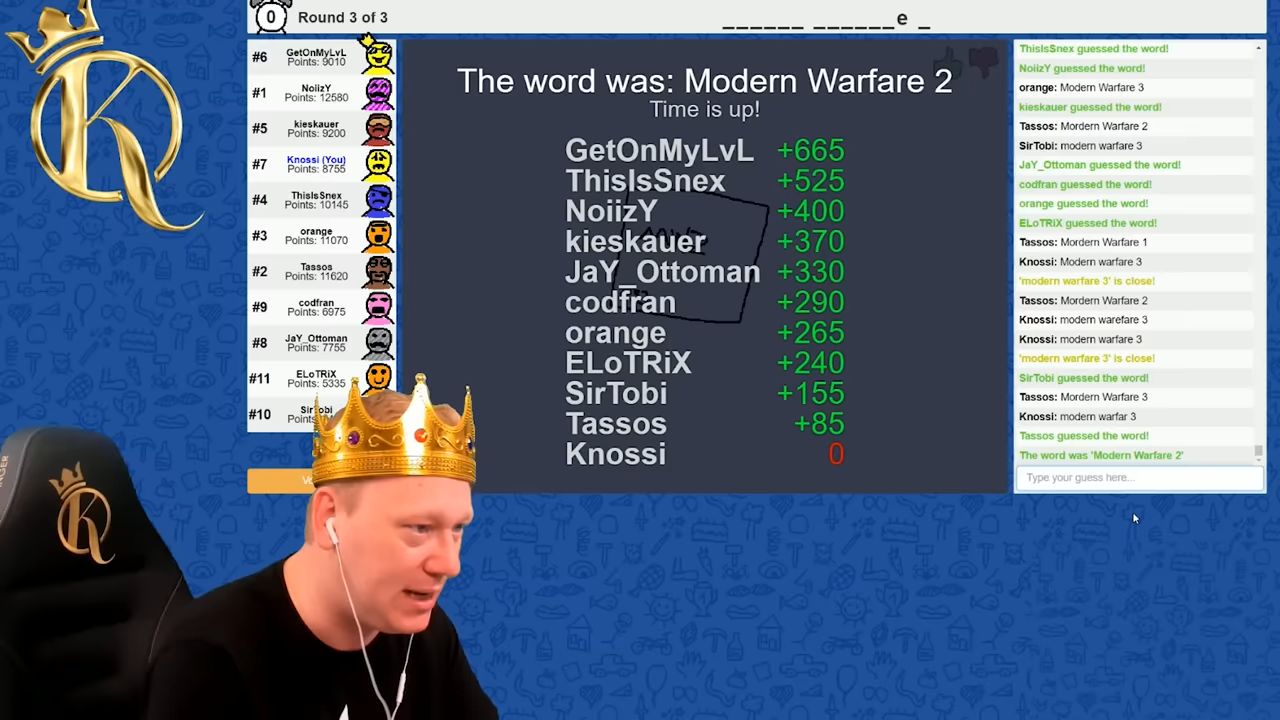 0
Round 3 of 3
______ ______e _
#6 GetOnMyLvL
Points: 9010
#1 NoiizY
Points: 12580
#5 kieskauer
Points: 9200
#7 Knossi (You)
Points: 8755
#4 ThisIsSnex
Points: 10145
#3 orange
Points: 11070
#2 Tassos
Points: 11620
#9 codfran
Points: 6975
#8 JaY_Ottoman
Points: 7755
#11 ELoTRiX
Points: 5335
#10 SirTobi
The word was: Modern Warfare 2
Time is up!
GetOnMyLvL +665
ThisIsSnex +525
NoiizY +400
kieskauer +370
JaY_Ottoman +330
codfran +290
orange +265
ELoTRiX +240
SirTobi +155
Tassos +85
Knossi 0
ThisIsSnex guessed the word!
NoiizY guessed the word!
orange: Modern Warfare 3
kieskauer guessed the word!
Tassos: Mordern Warfare 2
SirTobi: mordern warfare 3
JaY_Ottoman guessed the word!
codfran guessed the word!
orange guessed the word!
ELoTRiX guessed the word!
Tassos: Mordern Warfare 1
Knossi: Modern warfare 3
'modern warfare 3' is close!
Tassos: Mordern Warfare 2
Knossi: modern warefare 3
Knossi: modern warfare 3
'modern warfare 3' is close!
SirTobi guessed the word!
Tassos: Modern Warfare 3
Knossi: modern warfar 3
Tassos guessed the word!
The word was 'Modern Warfare 2'
Type your guess here...
K
K